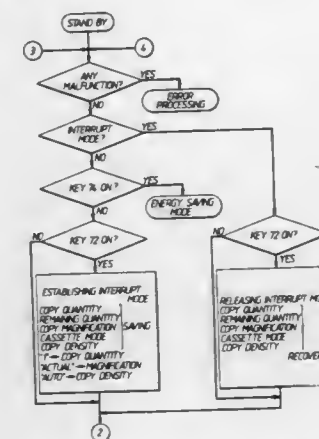 STAND BY
3
4
ANY
MALFUNCTION?
YES
NO
ERROR
PROCESSING
INTERRUPT
MODE?
YES
NO
KEY 74 ON?
YES
NO
ENERGY SAVING
MODE
NO
KEY 72 ON?
YES
NO
KEY 72 ON?
YES
ESTABLISHING INTERRUPT
MODE
COPY QUANTITY
REMAINING QUANTITY
COPY MAGNIFICATION
CASSETTE MODE
COPY DENSITY
SAVING
"1"→COPY QUANTITY
"ACTUAL"→MAGNIFICATION
"AUTO"→COPY DENSITY
RELEASING INTERRUPT
COPY QUANTITY
REMAINING QUANTITY
COPY MAGNIFICATION
CASSETTE MODE
COPY DENSITY
2